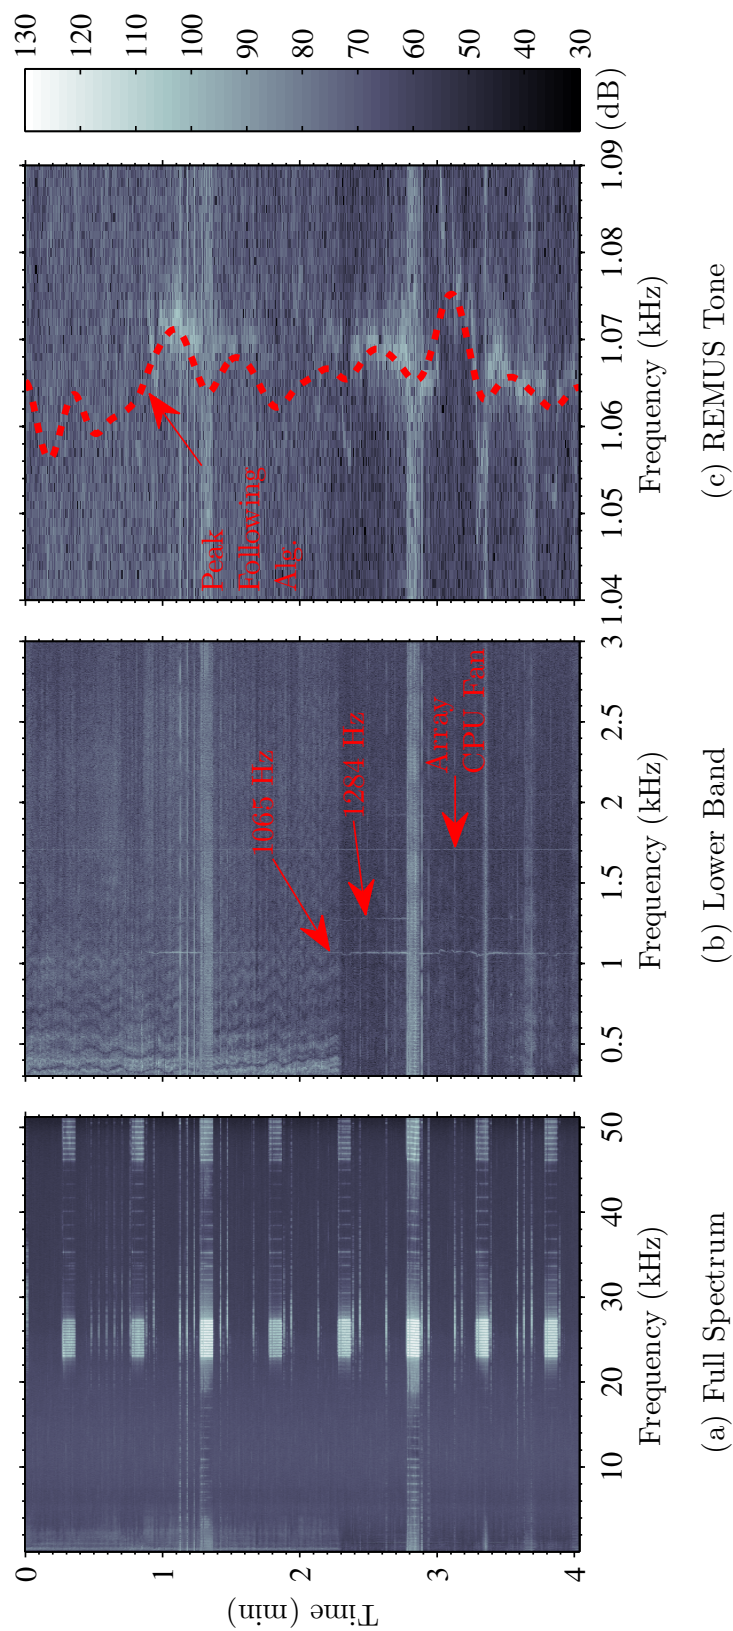 0
1
2
3
4
Time (min)
10
20
30
40
50
Frequency (kHz)
(a) Full Spectrum
1065 Hz
1284 Hz
Array
CPU Fan
0.5
1
1.5
2
2.5
3
Frequency (kHz)
(b) Lower Band
Peak
Following
Alg.
1.04
1.05
1.06
1.07
1.08
1.09
Frequency (kHz)
(c) REMUS Tone
130
120
110
100
90
80
70
60
50
40
30
(dB)